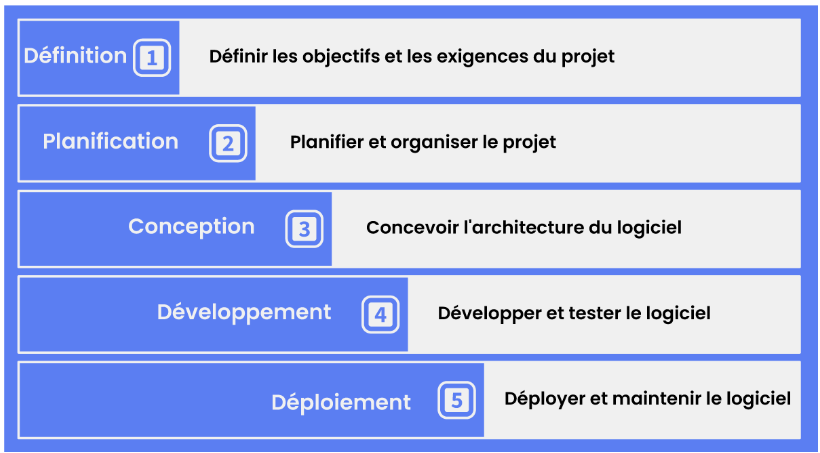 Définition 1 Définir les objectifs et les exigences du projet
Planification 2 Planifier et organiser le projet
Conception 3 Concevoir l'architecture du logiciel
Développement 4 Développer et tester le logiciel
Déploiement 5 Déployer et maintenir le logiciel